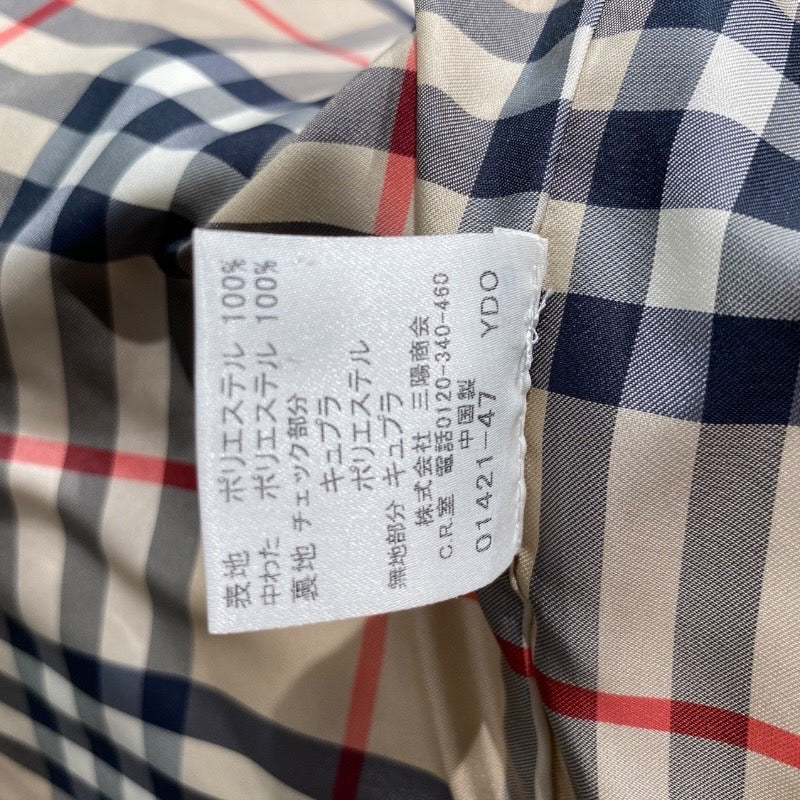 表地 ポリエステル 100%
中わた ポリエステル 100%
裏地 チェック部分
キュプラ
ポリエステル
無地部分 キュプラ
株式会社 三陽商会
C.R.室 電話0120-340-460
中国製
01421-47 YDO